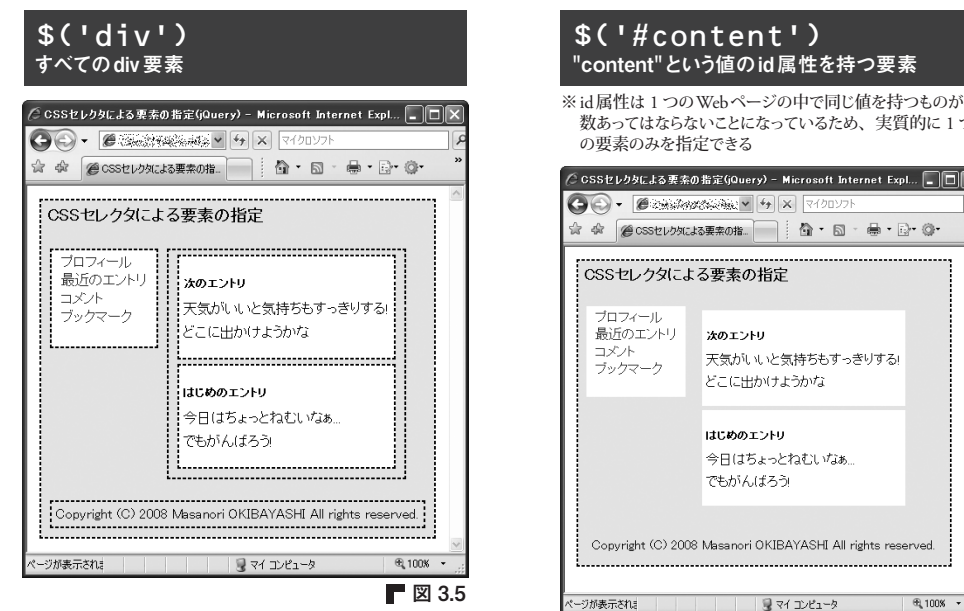 $('div')
すべてのdiv要素
CSSセレクタによる要素の指定(jQuery) - Microsoft Internet Expl...
マイクロソフト
CSSセレクタによる要素の指...
CSSセレクタによる要素の指定
プロフィール
最近のエントリ
コメント
ブックマーク
次のエントリ
天気がいいと気持ちもすっきりする!
どこに出かけようかな
はじめのエントリ
今日はちょっとねむいなぁ...
でもがんばろう!
Copyright (C) 2008 Masanori OKIBAYASHI All rights reserved.
ページが表示されま
マイ コンピュータ
100%
図 3.5
$('#content')
"content"という値のid属性を持つ要素
※id属性は1つのWebページの中で同じ値を持つものが
数あってはならないことになっているため、実質的に1つ
の要素のみを指定できる
CSSセレクタによる要素の指定(jQuery) - Microsoft Internet Expl...
マイクロソフト
CSSセレクタによる要素の指...
CSSセレクタによる要素の指定
プロフィール
最近のエントリ
コメント
ブックマーク
次のエントリ
天気がいいと気持ちもすっきりする!
どこに出かけようかな
はじめのエントリ
今日はちょっとねむいなぁ...
でもがんばろう!
Copyright (C) 2008 Masanori OKIBAYASHI All rights reserved.
ページが表示されま
マイ コンピュータ
100%